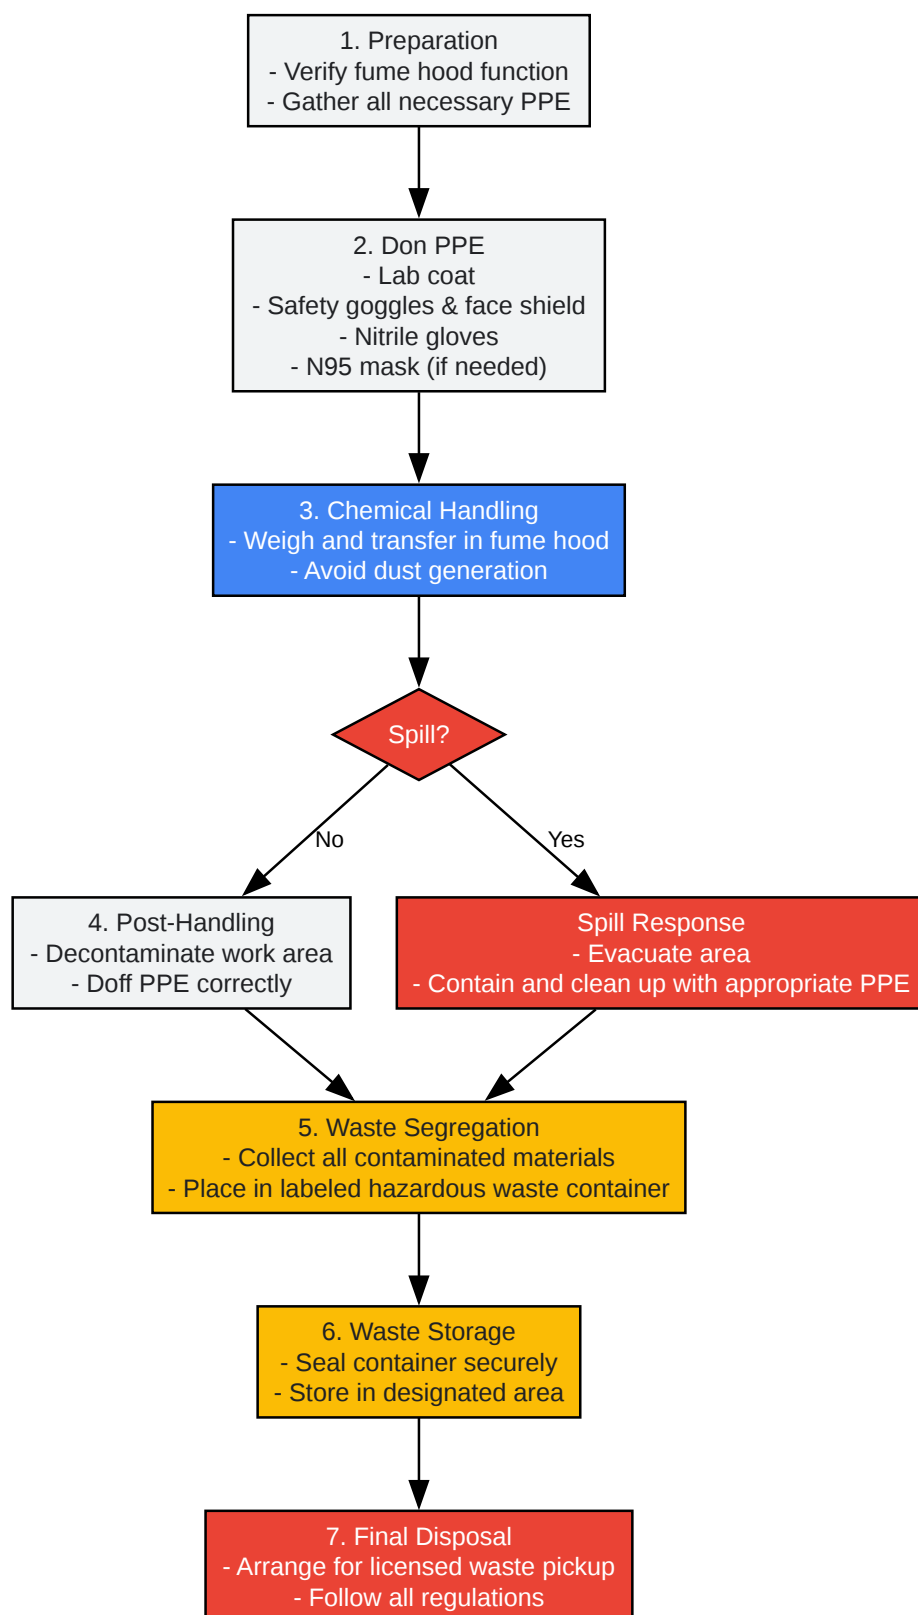 1. Preparation
- Verify fume hood function
- Gather all necessary PPE
2. Don PPE
- Lab coat
- Safety goggles & face shield
- Nitrile gloves
- N95 mask (if needed)
3. Chemical Handling
- Weigh and transfer in fume hood
- Avoid dust generation
Spill?
No
Yes
4. Post-Handling
- Decontaminate work area
- Doff PPE correctly
Spill Response
- Evacuate area
- Contain and clean up with appropriate PPE
5. Waste Segregation
- Collect all contaminated materials
- Place in labeled hazardous waste container
6. Waste Storage
- Seal container securely
- Store in designated area
7. Final Disposal
- Arrange for licensed waste pickup
- Follow all regulations